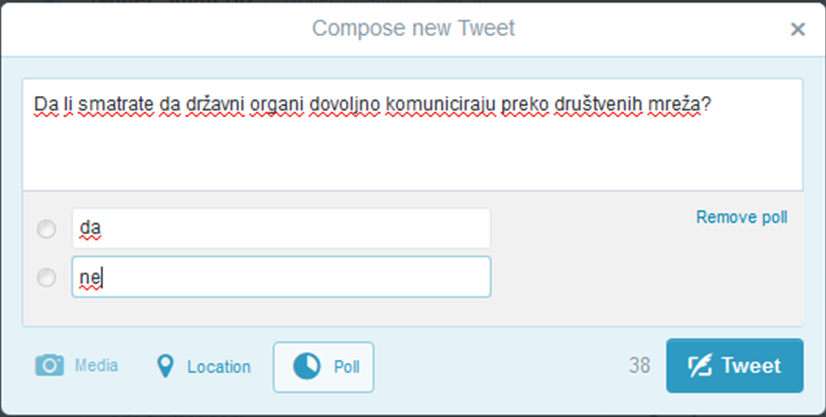 Compose new Tweet
Da li smatrate da državni organi dovoljno komuniciraju preko društvenih mreža?
da
Remove poll
ne
Media Location Poll 38 Tweet